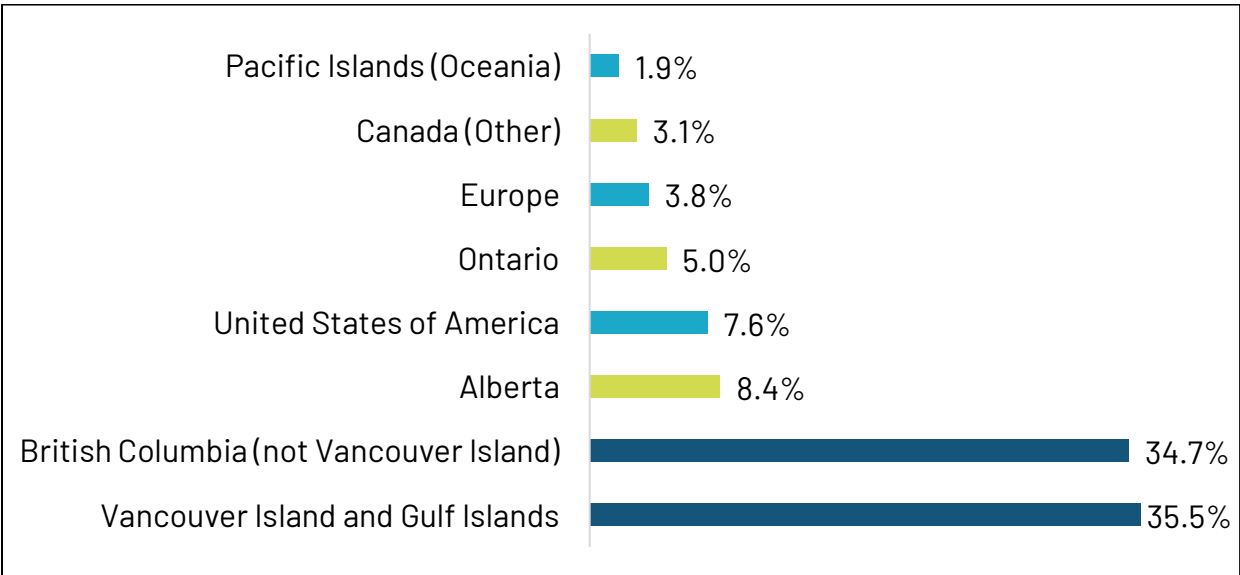 Pacific Islands (Oceania) 1.9%
Canada (Other) 3.1%
Europe 3.8%
Ontario 5.0%
United States of America 7.6%
Alberta 8.4%
British Columbia (not Vancouver Island) 34.7%
Vancouver Island and Gulf Islands 35.5%